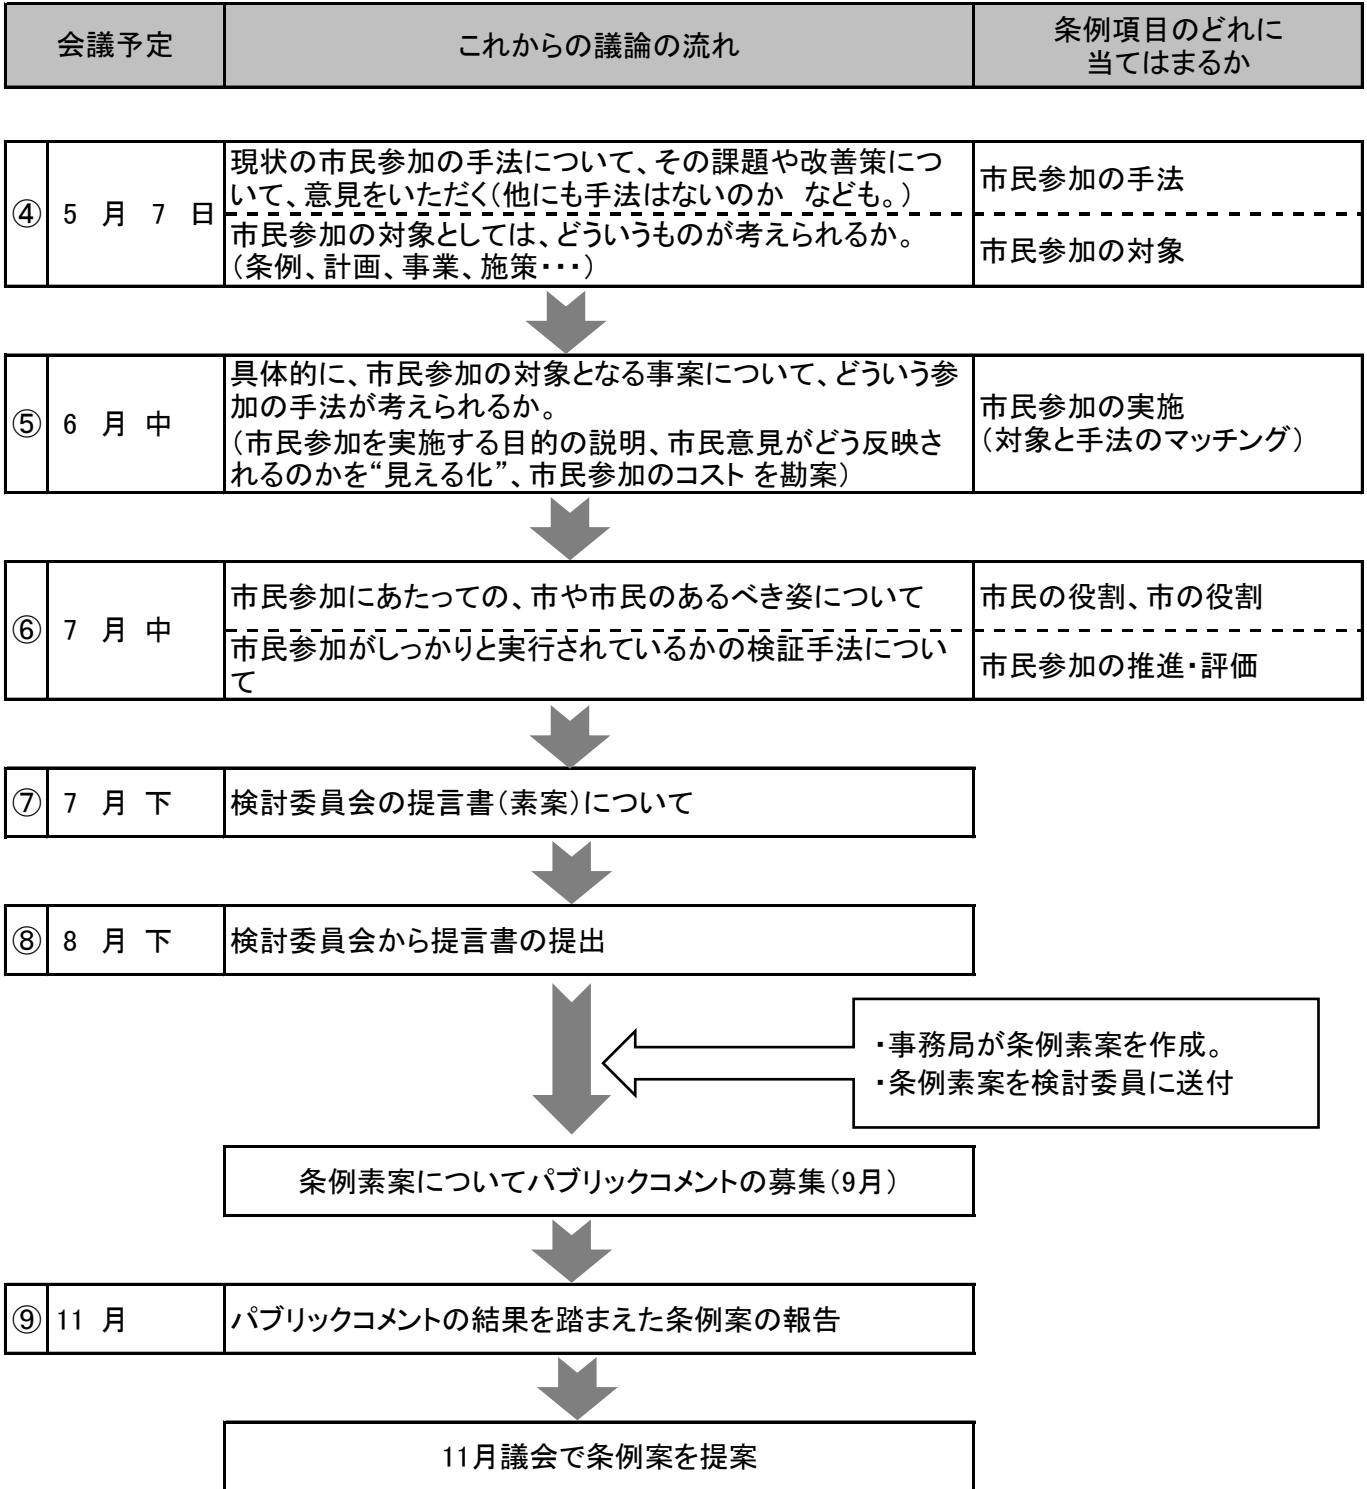 会議予定
これからの議論の流れ
条例項目のどれに
当てはまるか
④ 5 月 7 日
現状の市民参加の手法について、その課題や改善策につ
いて、意見をいただく（他にも手法はないのか　なども。）
市民参加の手法
市民参加の対象としては、どういうものが考えられるか。
（条例、計画、事業、施策・・・）
市民参加の対象
⑤ 6 月 中
具体的に、市民参加の対象となる事案について、どういう参
加の手法が考えられるか。
（市民参加を実施する目的の説明、市民意見がどう反映さ
れるのかを“見える化”、市民参加のコスト を勘案）
市民参加の実施
（対象と手法のマッチング）
⑥ 7 月 中
市民参加にあたっての、市や市民のあるべき姿について
市民の役割、市の役割
市民参加がしっかりと実行されているかの検証手法につい
て
市民参加の推進・評価
⑦ 7 月 下
検討委員会の提言書（素案）について
⑧ 8 月 下
検討委員会から提言書の提出
・事務局が条例素案を作成。
・条例素案を検討委員に送付
条例素案についてパブリックコメントの募集（9月）
⑨ 11 月
パブリックコメントの結果を踏まえた条例案の報告
11月議会で条例案を提案